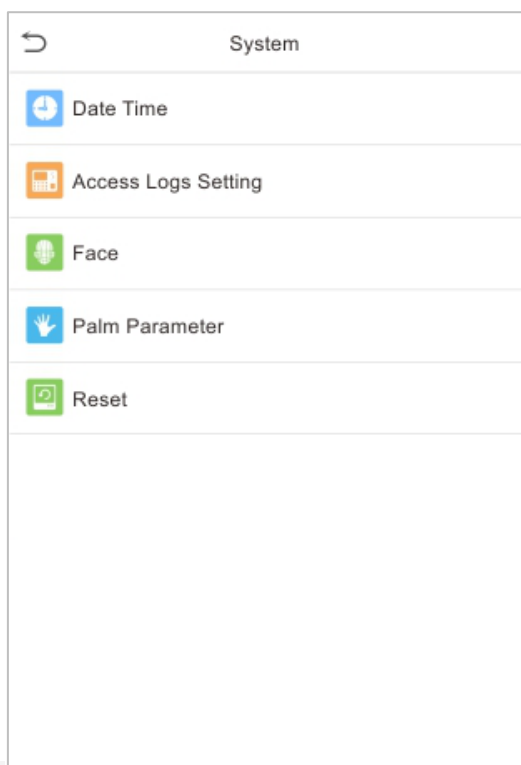 System
Date Time
Access Logs Setting
Face
Palm Parameter
Reset